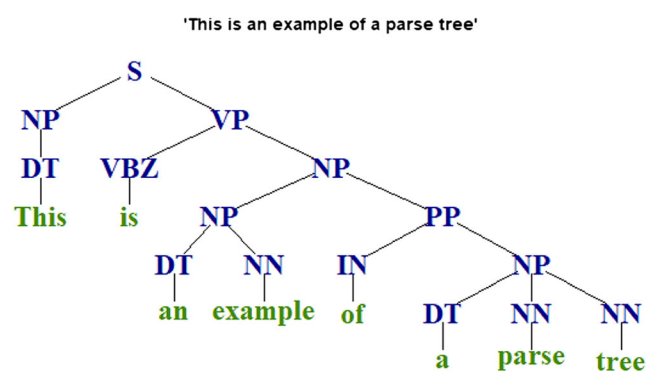 'This is an example of a parse tree'
S
NP VP
DT VBZ NP
This is NP PP
DT NN IN NP
an example of DT NN NN
a parse tree